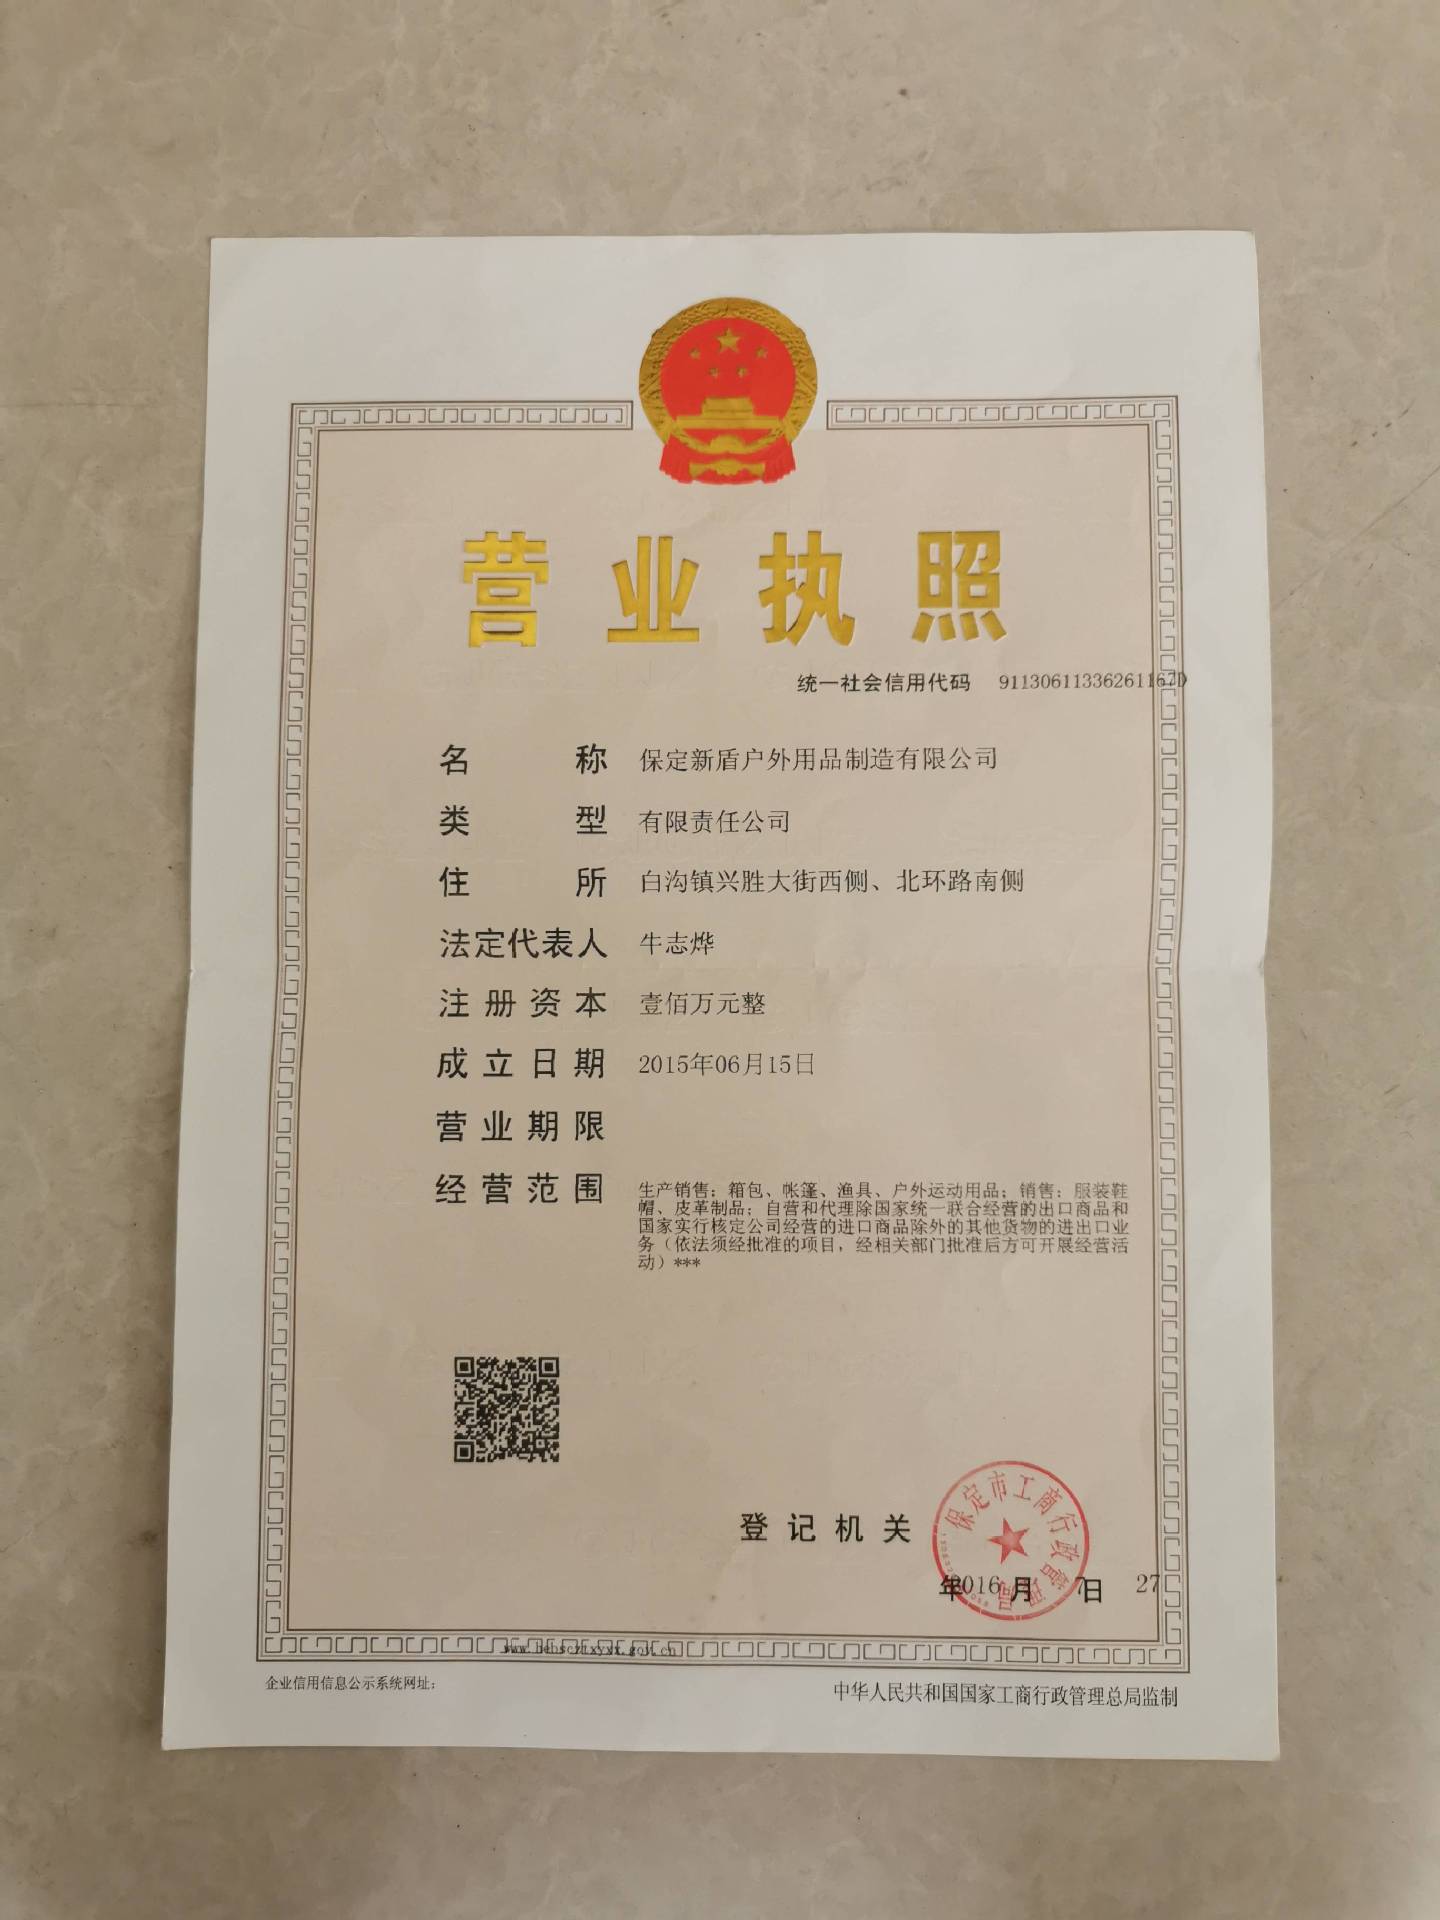 营业执照
统一社会信用代码 91130611336261167D
名称 保定新盾户外用品制造有限公司
类型 有限责任公司
住所 白沟镇兴胜大街西侧、北环路南侧
法定代表人 牛志烨
注册资本 壹佰万元整
成立日期 2015年06月15日
营业期限
经营范围 生产销售：箱包、帐篷、渔具、户外运动用品；销售：服装鞋
帽、皮革制品；自营和代理除国家统一联合经营的出口商品和
国家实行核定公司经营的进口商品除外的其他货物的进出口业
务（依法须经批准的项目，经相关部门批准后方可开展经营活
动）***
登记机关
保定市工商行政管理局
年2016月 7日 27
www.hebscztxyxx.gov.cn
企业信用信息公示系统网址：
中华人民共和国国家工商行政管理总局监制